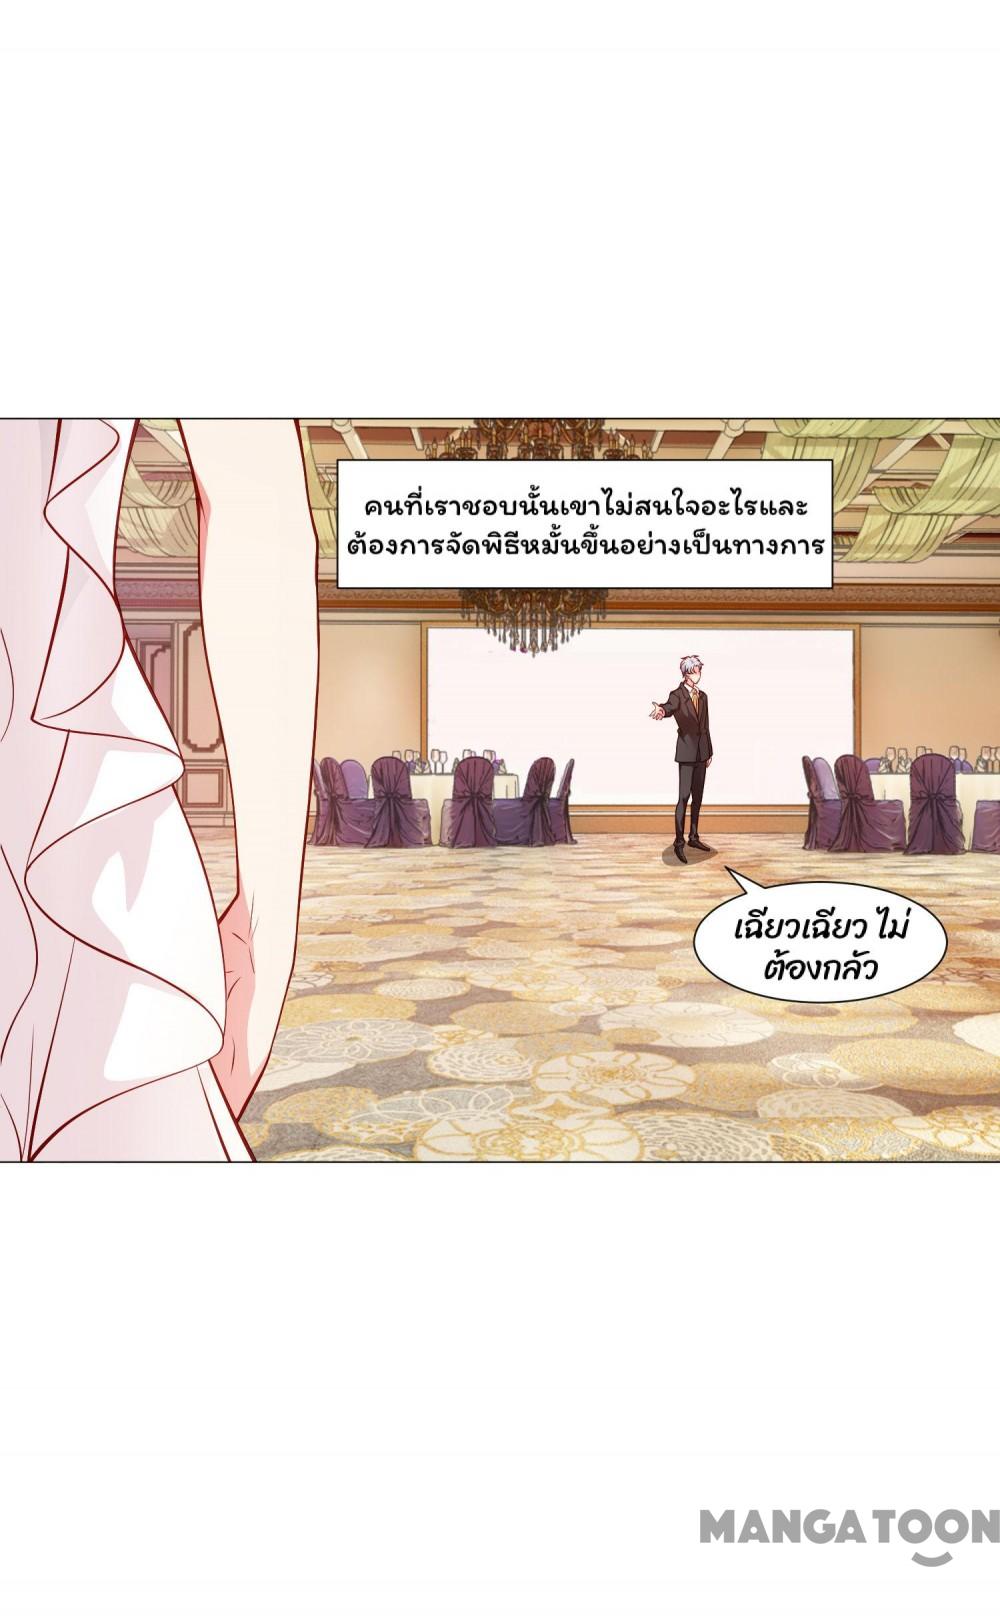 คนที่เราชอบนั้นเขาไม่สนใจอะไรและ
ต้องการจัดพิธีหมั้นขึ้นอย่างเป็นทางการ
เฉียวเฉียว ไม่
ต้องกลัว
MANGATOON